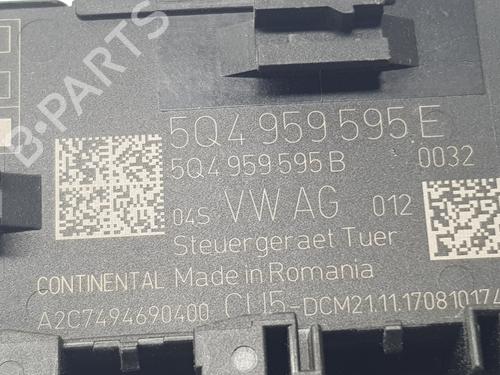 5Q4 959 595 E
5Q4 959 595 B 0032
04S VW AG 012
Steuergeraet Tuer
CONTINENTAL Made in Romania
A2C7494690400 CU5-DCM21.11.170810174
B-PARTS